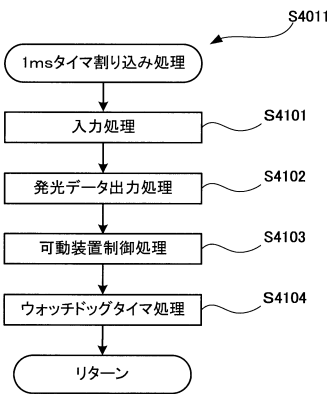 S4011
1msタイマ割り込み処理
入力処理
S4101
発光データ出力処理
S4102
可動装置制御処理
S4103
ウォッチドッグタイマ処理
S4104
リターン